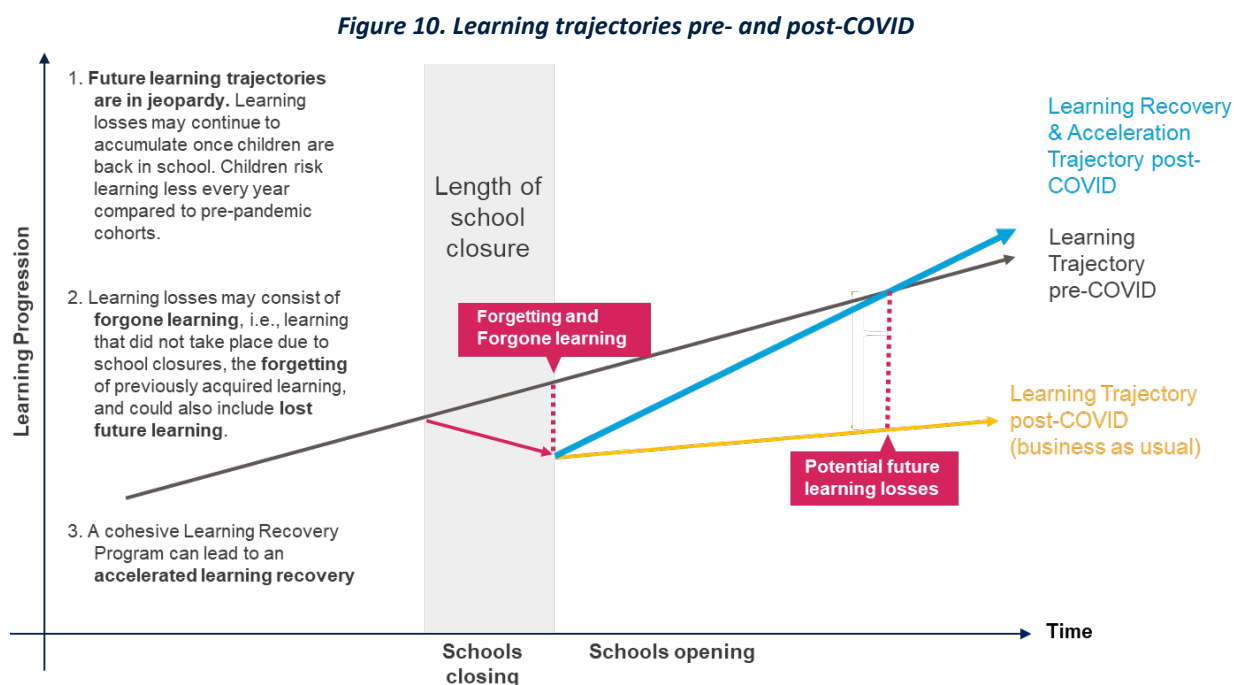 Figure 10. Learning trajectories pre- and post-COVID
1. Future learning trajectories
are in jeopardy. Learning
losses may continue to
accumulate once children are
back in school. Children risk
learning less every year
compared to pre-pandemic
cohorts.
2. Learning losses may consist of
forgone learning, i.e., learning
that did not take place due to
school closures, the forgetting
of previously acquired learning,
and could also include lost
future learning.
3. A cohesive Learning Recovery
Program can lead to an
accelerated learning recovery
Learning Progression
Length of
school
closure
Forgetting and
Forgone learning
Learning Recovery
& Acceleration
Trajectory post-
COVID
Learning
Trajectory
pre-COVID
Learning Trajectory
post-COVID
(business as usual)
Potential future
learning losses
Time
Schools
closing
Schools opening